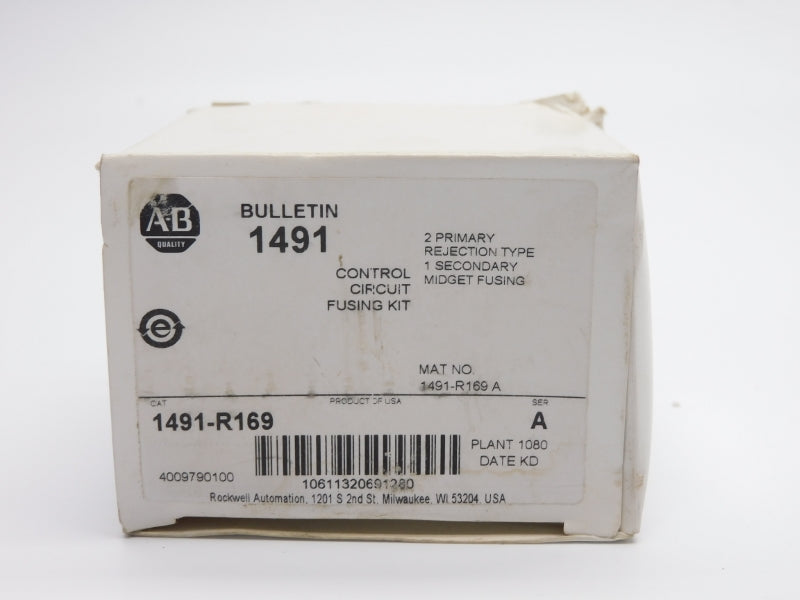 A-B
QUALITY
BULLETIN
1491
CONTROL
CIRCUIT
FUSING KIT
2 PRIMARY
REJECTION TYPE
1 SECONDARY
MIDGET FUSING
e
MAT NO.
1491-R169 A
CAT
PRODUCT OF USA
SER
1491-R169
A
PLANT 1080
DATE KD
4009790100
10611320691280
Rockwell Automation, 1201 S 2nd St. Milwaukee, WI 53204, USA